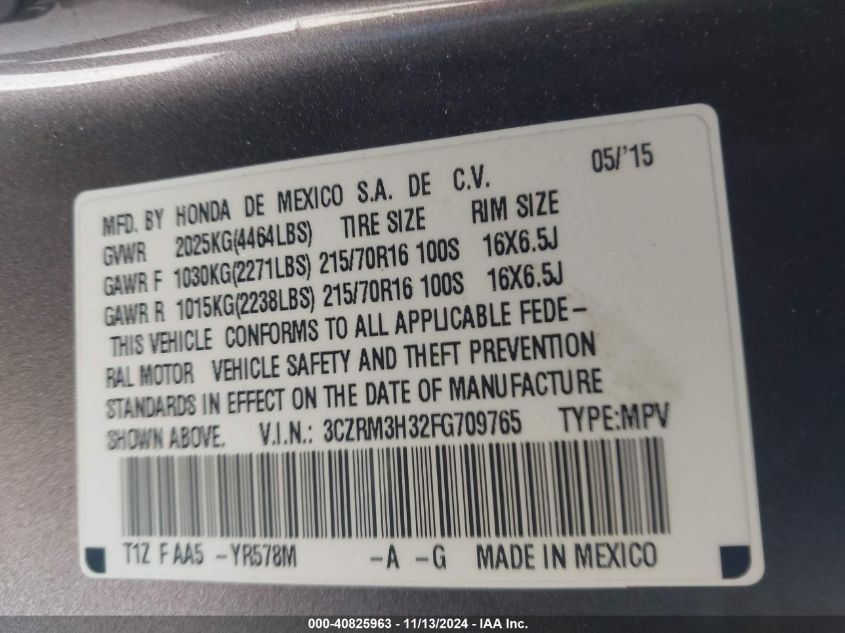 05/'15
MFD. BY HONDA DE MEXICO S.A. DE C.V.
GVWR 2025KG(4464LBS) TIRE SIZE RIM SIZE
GAWR F 1030KG(2271LBS) 215/70R16 100S 16X6.5J
GAWR R 1015KG(2238LBS) 215/70R16 100S 16X6.5J
THIS VEHICLE CONFORMS TO ALL APPLICABLE FEDE-
RAL MOTOR VEHICLE SAFETY AND THEFT PREVENTION
STANDARDS IN EFFECT ON THE DATE OF MANUFACTURE
SHOWN ABOVE. V.I.N.: 3CZRM3H32FG709765 TYPE:MPV
T1Z F AA5 -YR578M -A -G MADE IN MEXICO
000-40825963 - 11/13/2024 - IAA Inc.